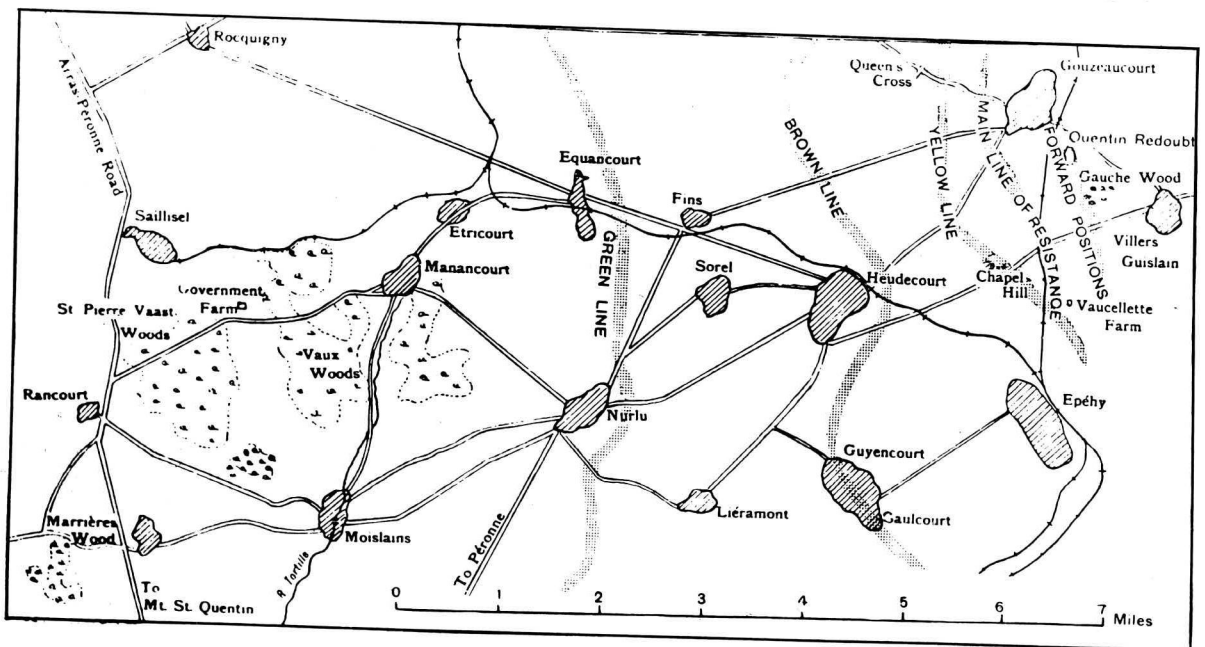 Rocquigny
Arras-Péronne Road
Queen's
Cross
Gouzeaucourt
MAIN LINE OF RESISTANCE
FORWARD POSITIONS
Quentin Redoubt
Gauche Wood
BROWN LINE
YELLOW LINE
Equancourt
Fins
Villers
Guislain
Saillisel
Etricourt
GREEN LINE
Manancourt
Sorel
Heudecourt
Chapel
Hill
Vaucellette
Farm
Government
Farm
St Pierre Vaast
Woods
Vaux
Woods
Rancourt
Nurlu
Epéhy
Guyencourt
Gaulcourt
Liéramont
Marrières
Wood
Moislains
To Péronne
R. Tortille
To
Mt. St. Quentin
0 1 2 3 4 5 6 7 Miles